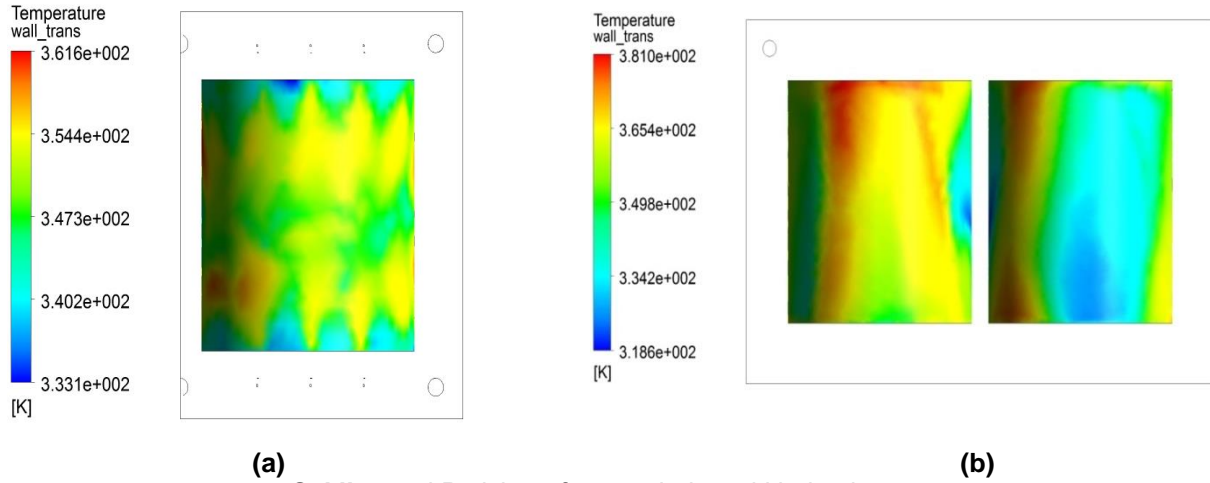 Temperature
wall_trans
3.616e+002
3.544e+002
3.473e+002
3.402e+002
3.331e+002
[K]
(a)
Temperature
wall_trans
3.810e+002
3.654e+002
3.498e+002
3.342e+002
3.186e+002
[K]
(b)